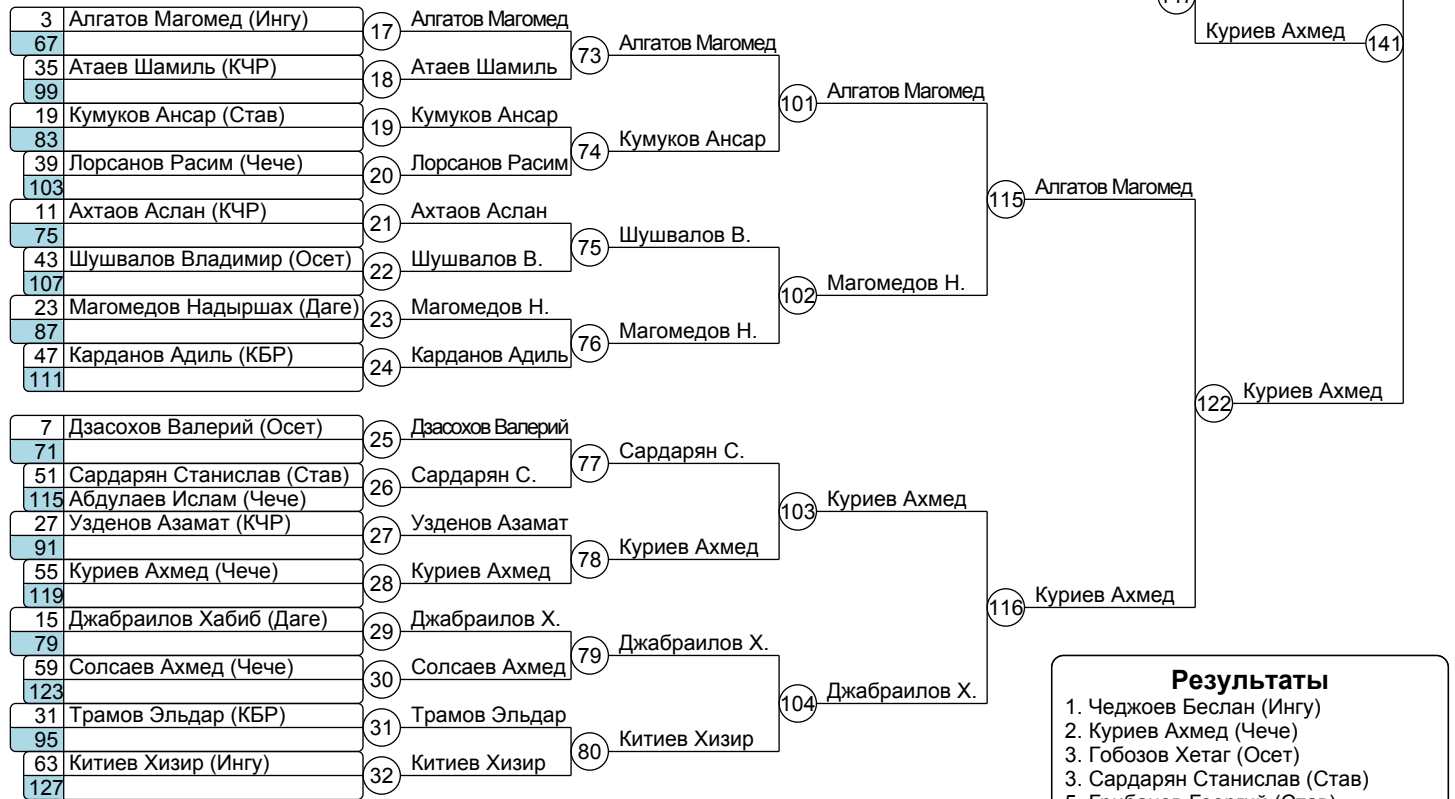 3 Алгатов Магомед (Ингу)
67
35 Атаев Шамиль (КЧР)
99
19 Кумуков Ансар (Став)
83
39 Лорсанов Расим (Чече)
103
11 Ахтаов Аслан (КЧР)
75
43 Шушвалов Владимир (Осет)
107
23 Магомедов Надыршах (Даге)
87
47 Карданов Адиль (КБР)
111
7 Дзасохов Валерий (Осет)
71
51 Сардарян Станислав (Став)
115 Абдулаев Ислам (Чече)
27 Узденов Азамат (КЧР)
91
55 Куриев Ахмед (Чече)
119
15 Джабраилов Хабиб (Даге)
79
59 Солсаев Ахмед (Чече)
123
31 Трамов Эльдар (КБР)
95
63 Китиев Хизир (Ингу)
127
17 Алгатов Магомед
18 Атаев Шамиль
19 Кумуков Ансар
20 Лорсанов Расим
21 Ахтаов Аслан
22 Шушвалов В.
23 Магомедов Н.
24 Карданов Адиль
25 Дзасохов Валерий
26 Сардарян С.
27 Узденов Азамат
28 Куриев Ахмед
29 Джабраилов Х.
30 Солсаев Ахмед
31 Трамов Эльдар
32 Китиев Хизир
73 Алгатов Магомед
74 Кумуков Ансар
75 Шушвалов В.
76 Магомедов Н.
77 Сардарян С.
78 Куриев Ахмед
79 Джабраилов Х.
80 Китиев Хизир
101 Алгатов Магомед
102 Магомедов Н.
103 Куриев Ахмед
104 Джабраилов Х.
115 Алгатов Магомед
116 Куриев Ахмед
122 Куриев Ахмед
Куриев Ахмед 141
Результаты
1. Чеджоев Беслан (Ингу)
2. Куриев Ахмед (Чече)
3. Гобозов Хетаг (Осет)
3. Сардарян Станислав (Став)